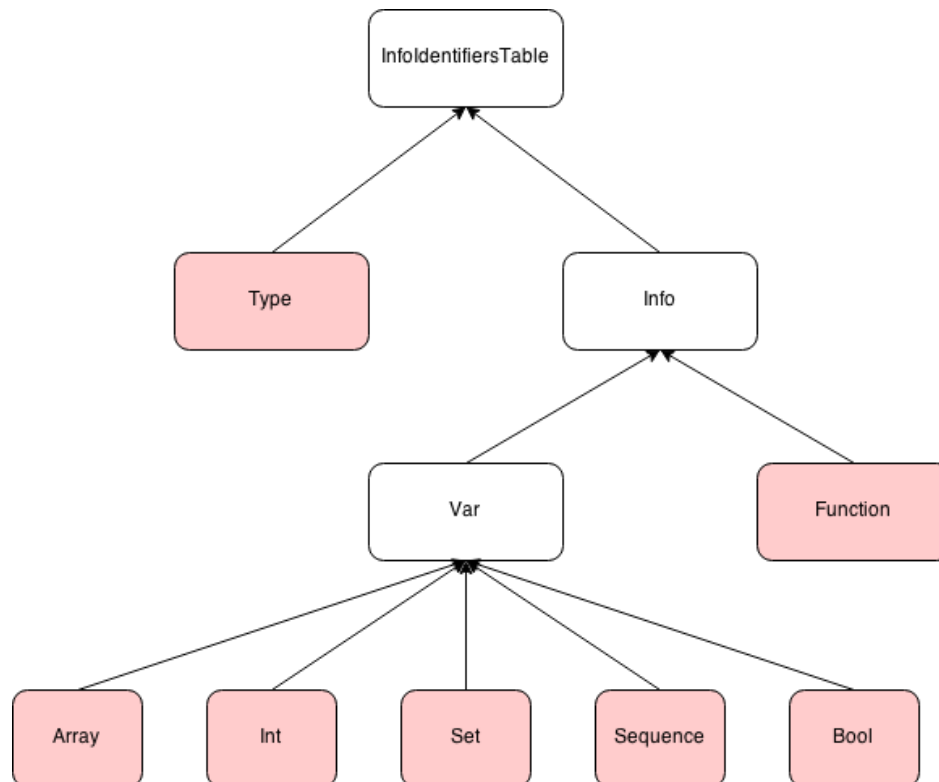 InfoIdentifiersTable
Type
Info
Var
Function
Array
Int
Set
Sequence
Bool